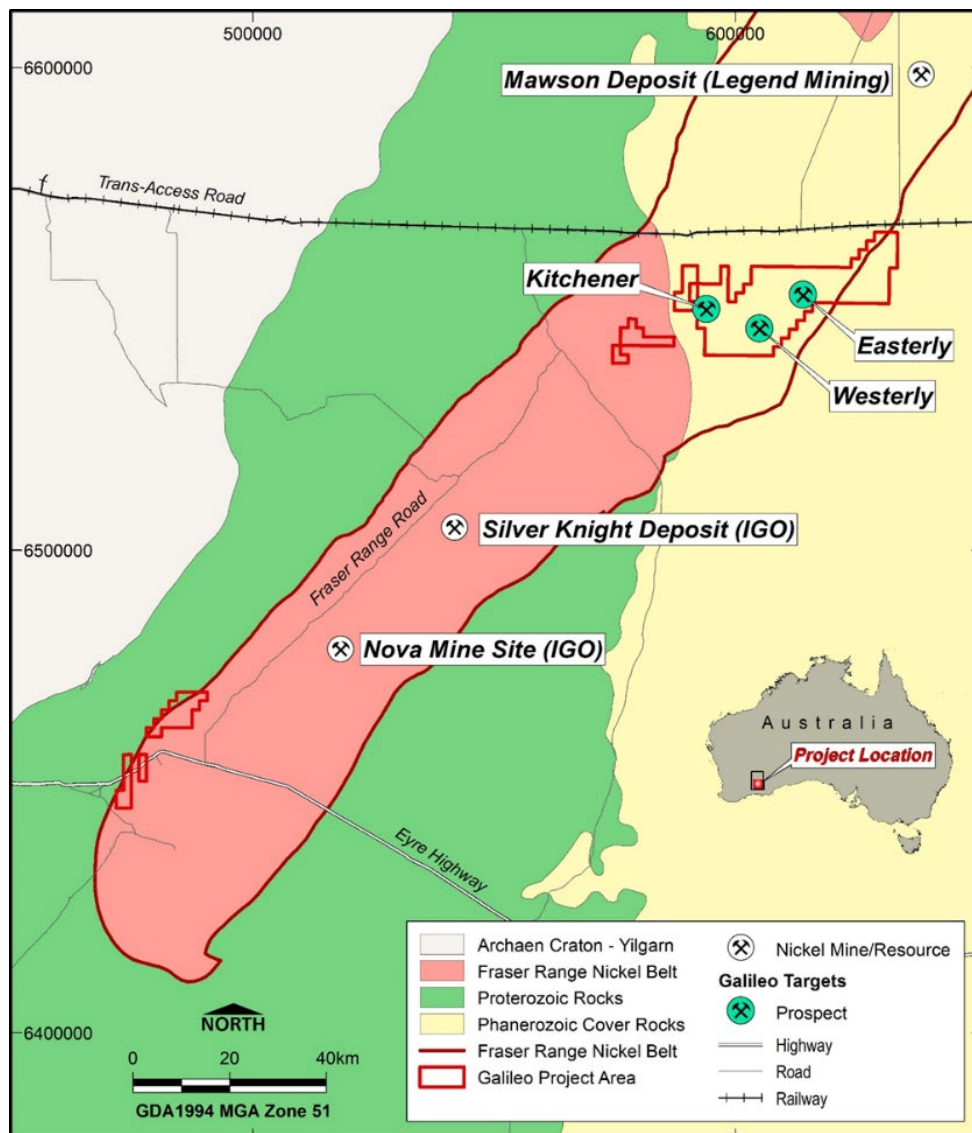 500000
600000
6600000
Mawson Deposit (Legend Mining)
Trans-Access Road
Kitchener
Easterly
Westerly
Fraser Range Road
6500000
Silver Knight Deposit (IGO)
Nova Mine Site (IGO)
Australia
Project Location
Eyre Highway
6400000
NORTH
0 20 40km
GDA1994 MGA Zone 51
Archaen Craton - Yilgarn
Fraser Range Nickel Belt
Proterozoic Rocks
Phanerozoic Cover Rocks
Fraser Range Nickel Belt
Galileo Project Area
Nickel Mine/Resource
Galileo Targets
Prospect
Highway
Road
Railway